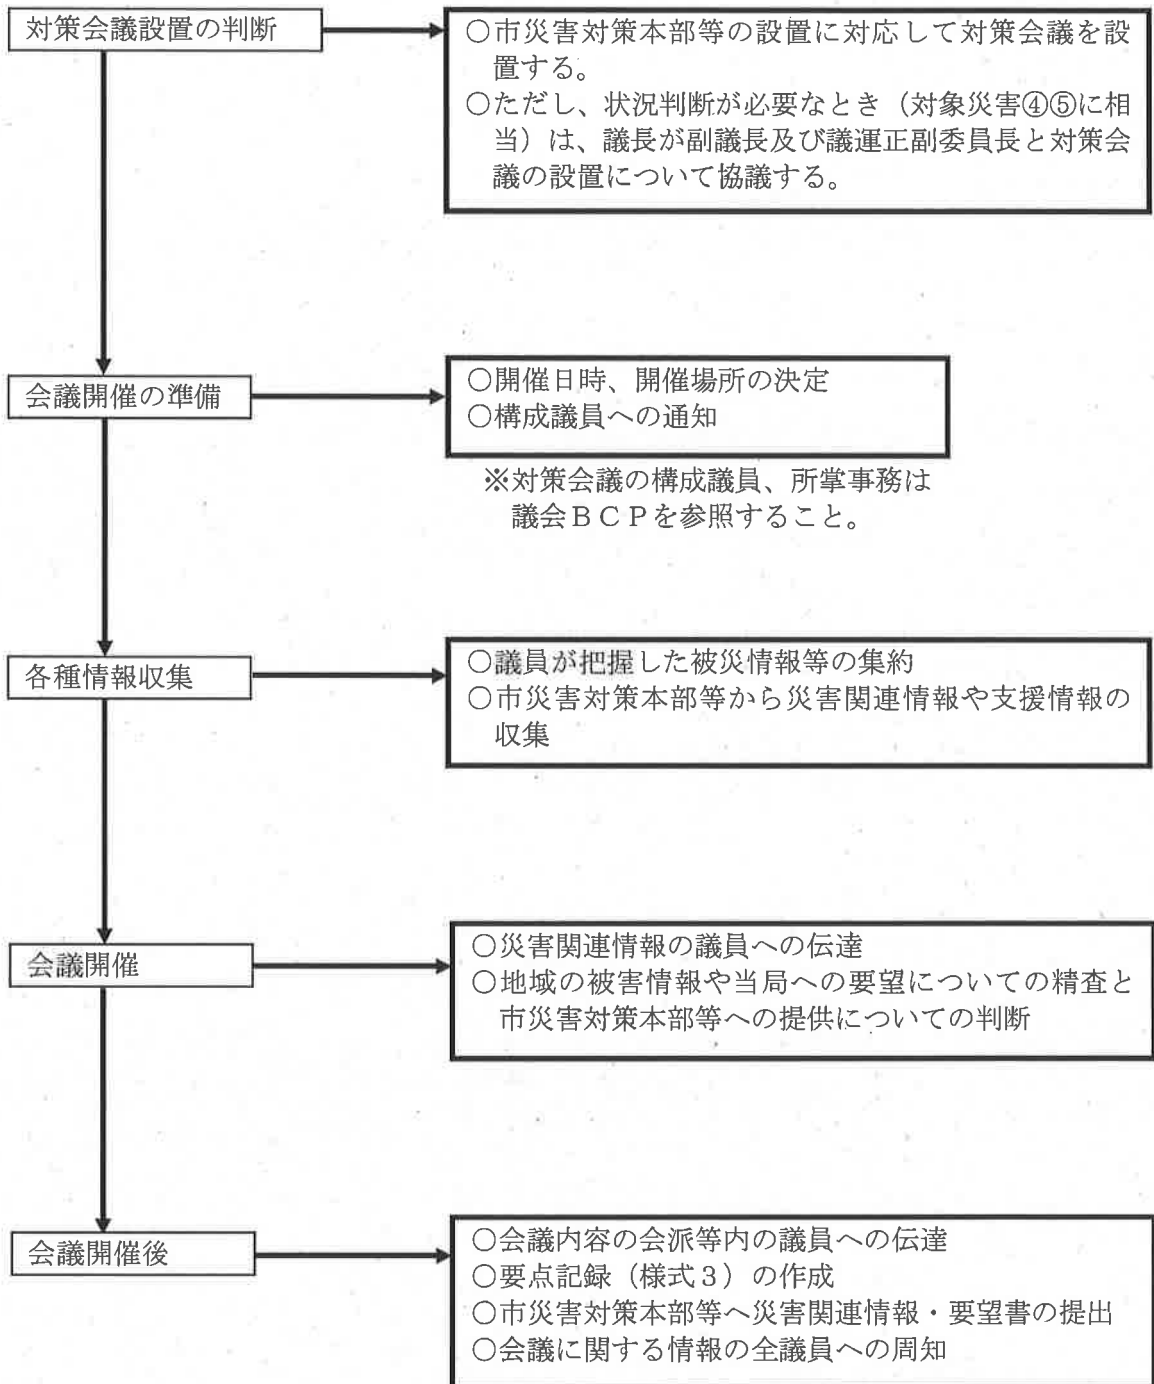 対策会議設置の判断
○市災害対策本部等の設置に対応して対策会議を設
置する。
○ただし、状況判断が必要なとき（対象災害④⑤に相
当）は、議長が副議長及び議運正副委員長と対策会
議の設置について協議する。
会議開催の準備
○開催日時、開催場所の決定
○構成議員への通知
※対策会議の構成議員、所掌事務は
議会ＢＣＰを参照すること。
各種情報収集
○議員が把握した被災情報等の集約
○市災害対策本部等から災害関連情報や支援情報の
収集
会議開催
○災害関連情報の議員への伝達
○地域の被害情報や当局への要望についての精査と
市災害対策本部等への提供についての判断
会議開催後
○会議内容の会派等内の議員への伝達
○要点記録（様式３）の作成
○市災害対策本部等へ災害関連情報・要望書の提出
○会議に関する情報の全議員への周知